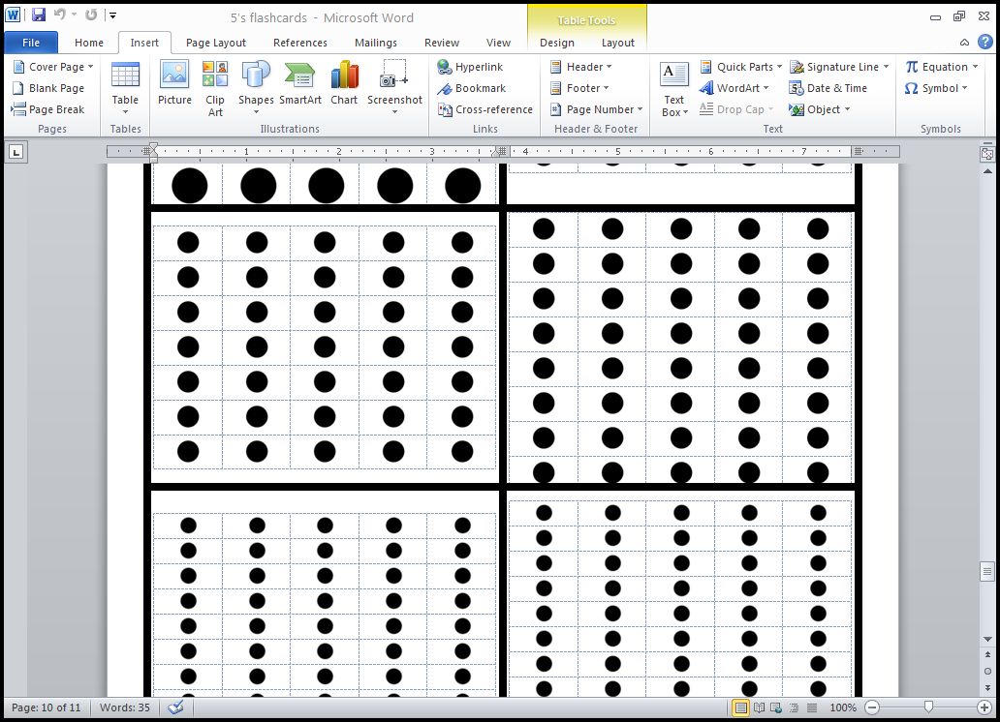 5's flashcards - Microsoft Word
Table Tools
File Home Insert Page Layout References Mailings Review View Design Layout
Cover Page
Blank Page
Page Break
Pages
Table
Tables
Picture
Clip Art
Shapes
SmartArt
Chart
Screenshot
Illustrations
Hyperlink
Bookmark
Cross-reference
Links
Header
Footer
Page Number
Header & Footer
Text Box
Quick Parts
WordArt
Drop Cap
Signature Line
Date & Time
Object
Text
Equation
Symbol
Symbols
1 2 3 4 5 6 7
Page: 10 of 11 Words: 35 100%